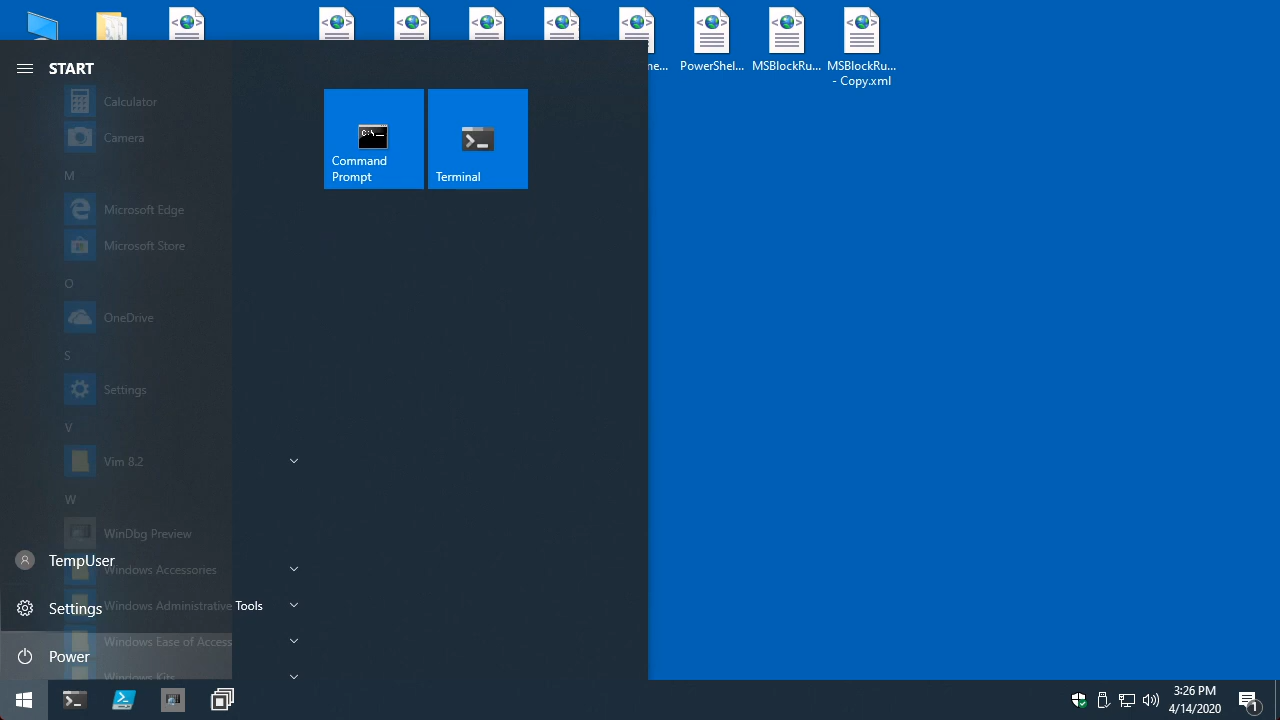 ne...
PowerShel...
MSBlockRu...
MSBlockRu...
- Copy.xml
START
Calculator
Camera
M
Microsoft Edge
Microsoft Store
O
OneDrive
S
Settings
V
Vim 8.2
W
WinDbg Preview
TempUser
Windows Accessories
Windows Administrative Tools
Settings
Windows Ease of Access
Power
Windows Kits
C:\._
Command
Prompt
Terminal
3:26 PM
4/14/2020
1